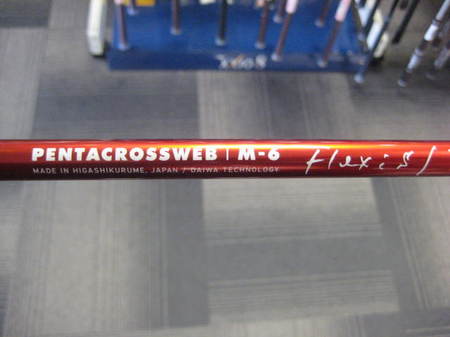 PENTACROSSWEB | M-6
MADE IN HIGASHIKURUME, JAPAN / DAIWA TECHNOLOGY